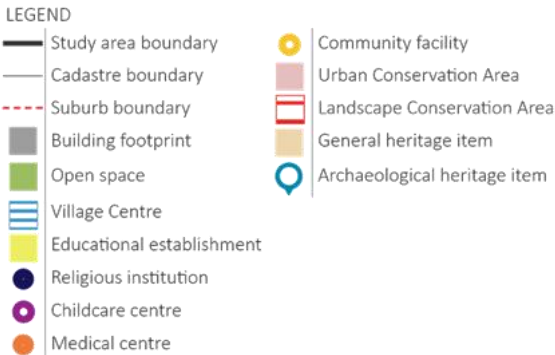 LEGEND
Study area boundary
Cadastre boundary
Suburb boundary
Building footprint
Open space
Village Centre
Educational establishment
Religious institution
Childcare centre
Medical centre
Community facility
Urban Conservation Area
Landscape Conservation Area
General heritage item
Archaeological heritage item